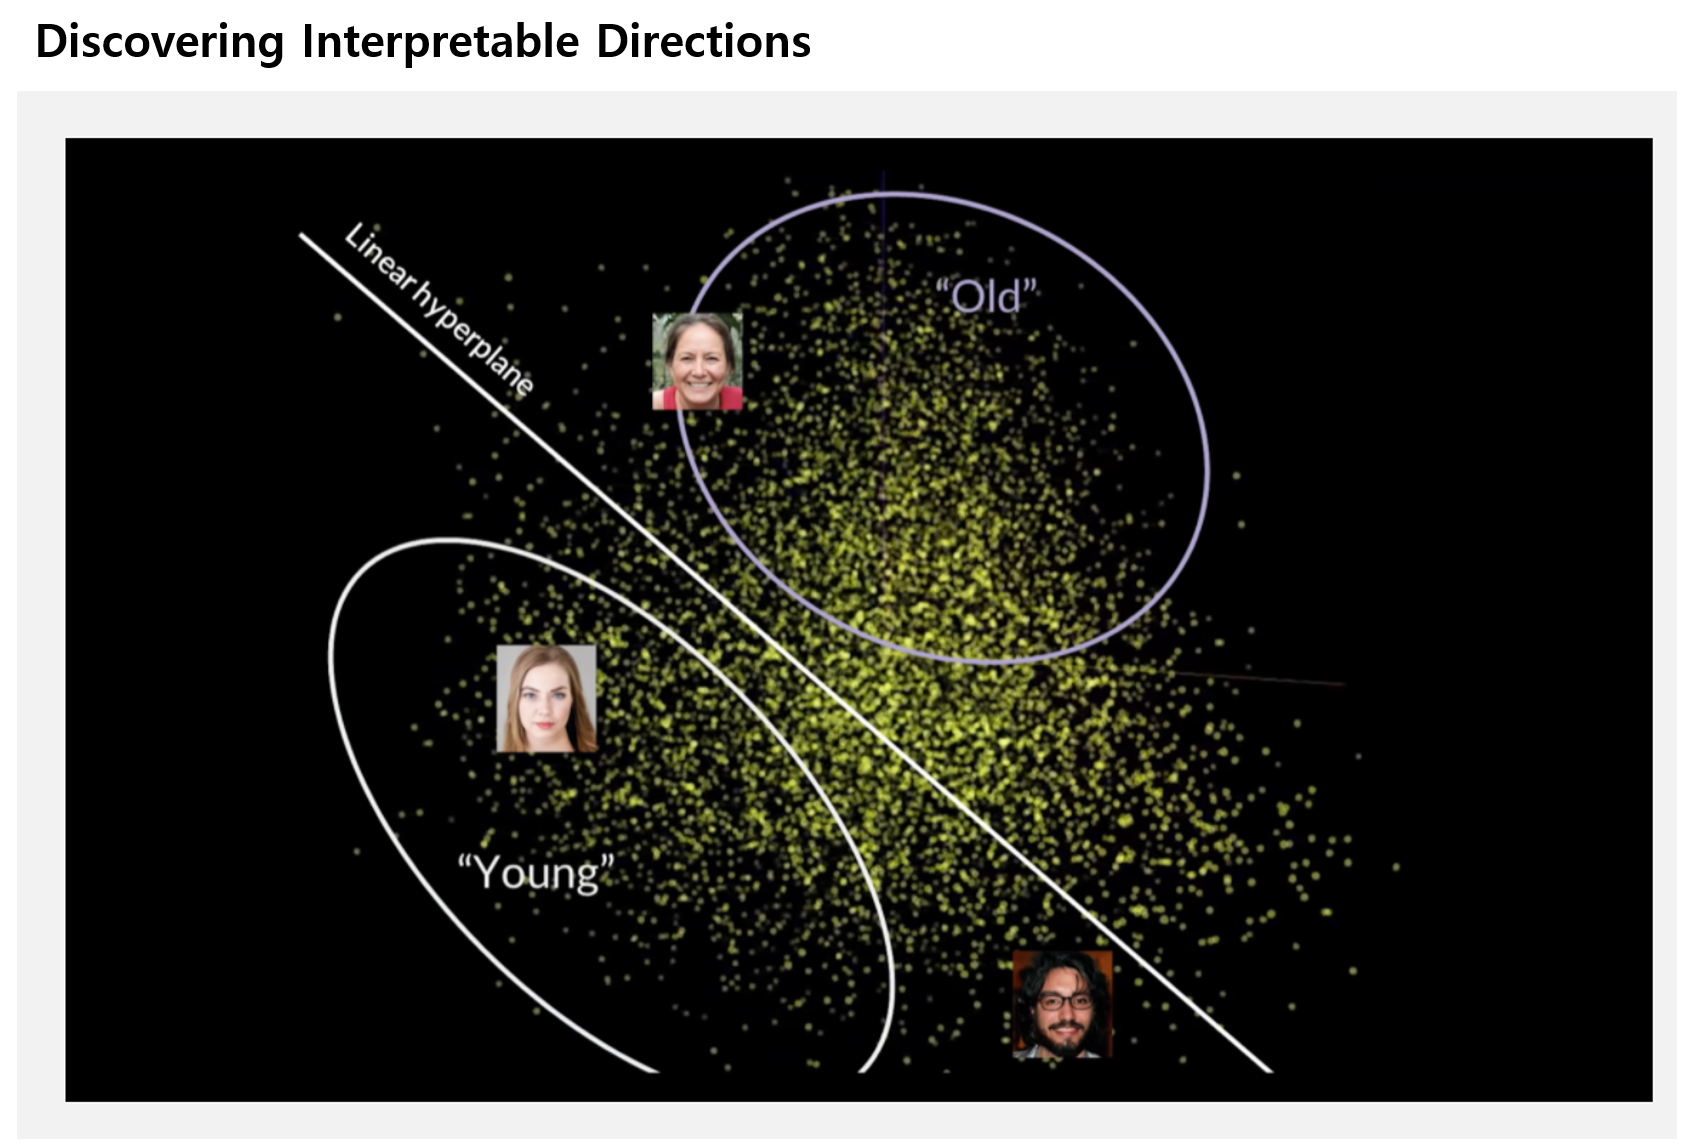 Discovering Interpretable Directions
Linear hyperplane
“Old”
“Young”